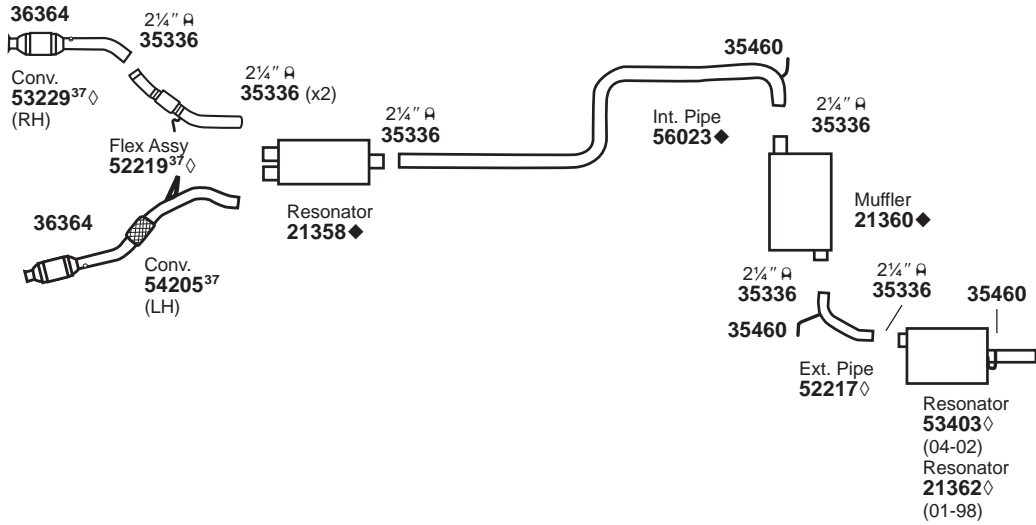 36364
2¼″
35336
Conv.
53229³⁷◊
(RH)
2¼″
35336 (x2)
Flex Assy
52219³⁷◊
36364
Conv.
54205³⁷
(LH)
Resonator
21358◆
2¼″
35336
35460
Int. Pipe
56023◆
2¼″
35336
Muffler
21360◆
2¼″
35336
35460
Ext. Pipe
52217◊
2¼″
35336
35460
Resonator
53403◊
(04-02)
Resonator
21362◊
(01-98)